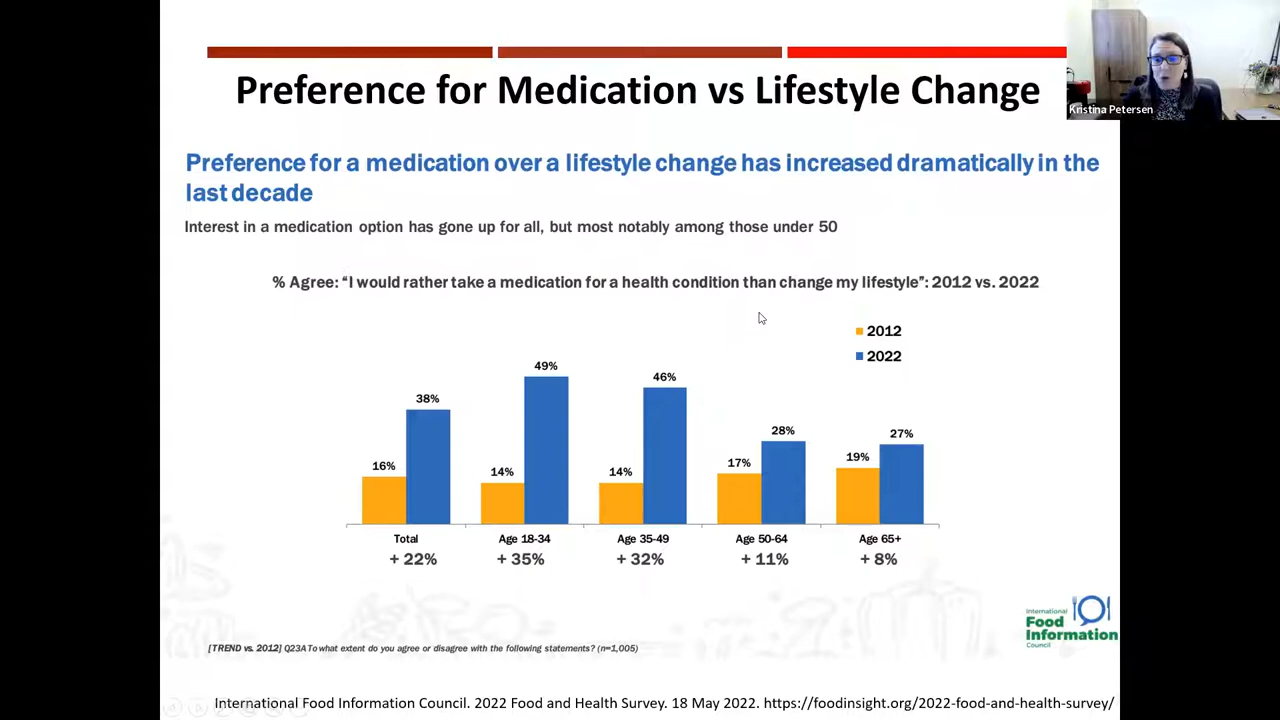 Preference for Medication vs Lifestyle Change
Kristina Petersen
Preference for a medication over a lifestyle change has increased dramatically in the
last decade
Interest in a medication option has gone up for all, but most notably among those under 50
% Agree: “I would rather take a medication for a health condition than change my lifestyle”: 2012 vs. 2022
2012
2022
16%
38%
14%
49%
14%
46%
17%
28%
19%
27%
Total
Age 18-34
Age 35-49
Age 50-64
Age 65+
+ 22%
+ 35%
+ 32%
+ 11%
+ 8%
International
Food
Information
Council
[TREND vs. 2012] Q23A To what extent do you agree or disagree with the following statements? (n=1,005)
International Food Information Council. 2022 Food and Health Survey. 18 May 2022. https://foodinsight.org/2022-food-and-health-survey/